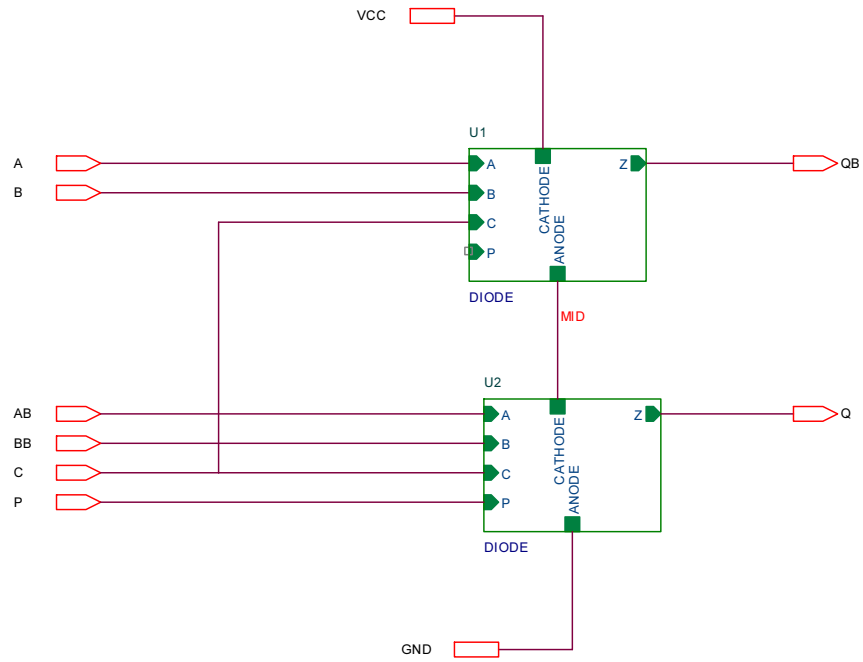 VCC
U1
A
A
Z
QB
B
B
CATHODE
C
ANODE
P
DIODE
MID
U2
AB
A
Z
Q
BB
B
CATHODE
C
C
ANODE
P
P
DIODE
GND